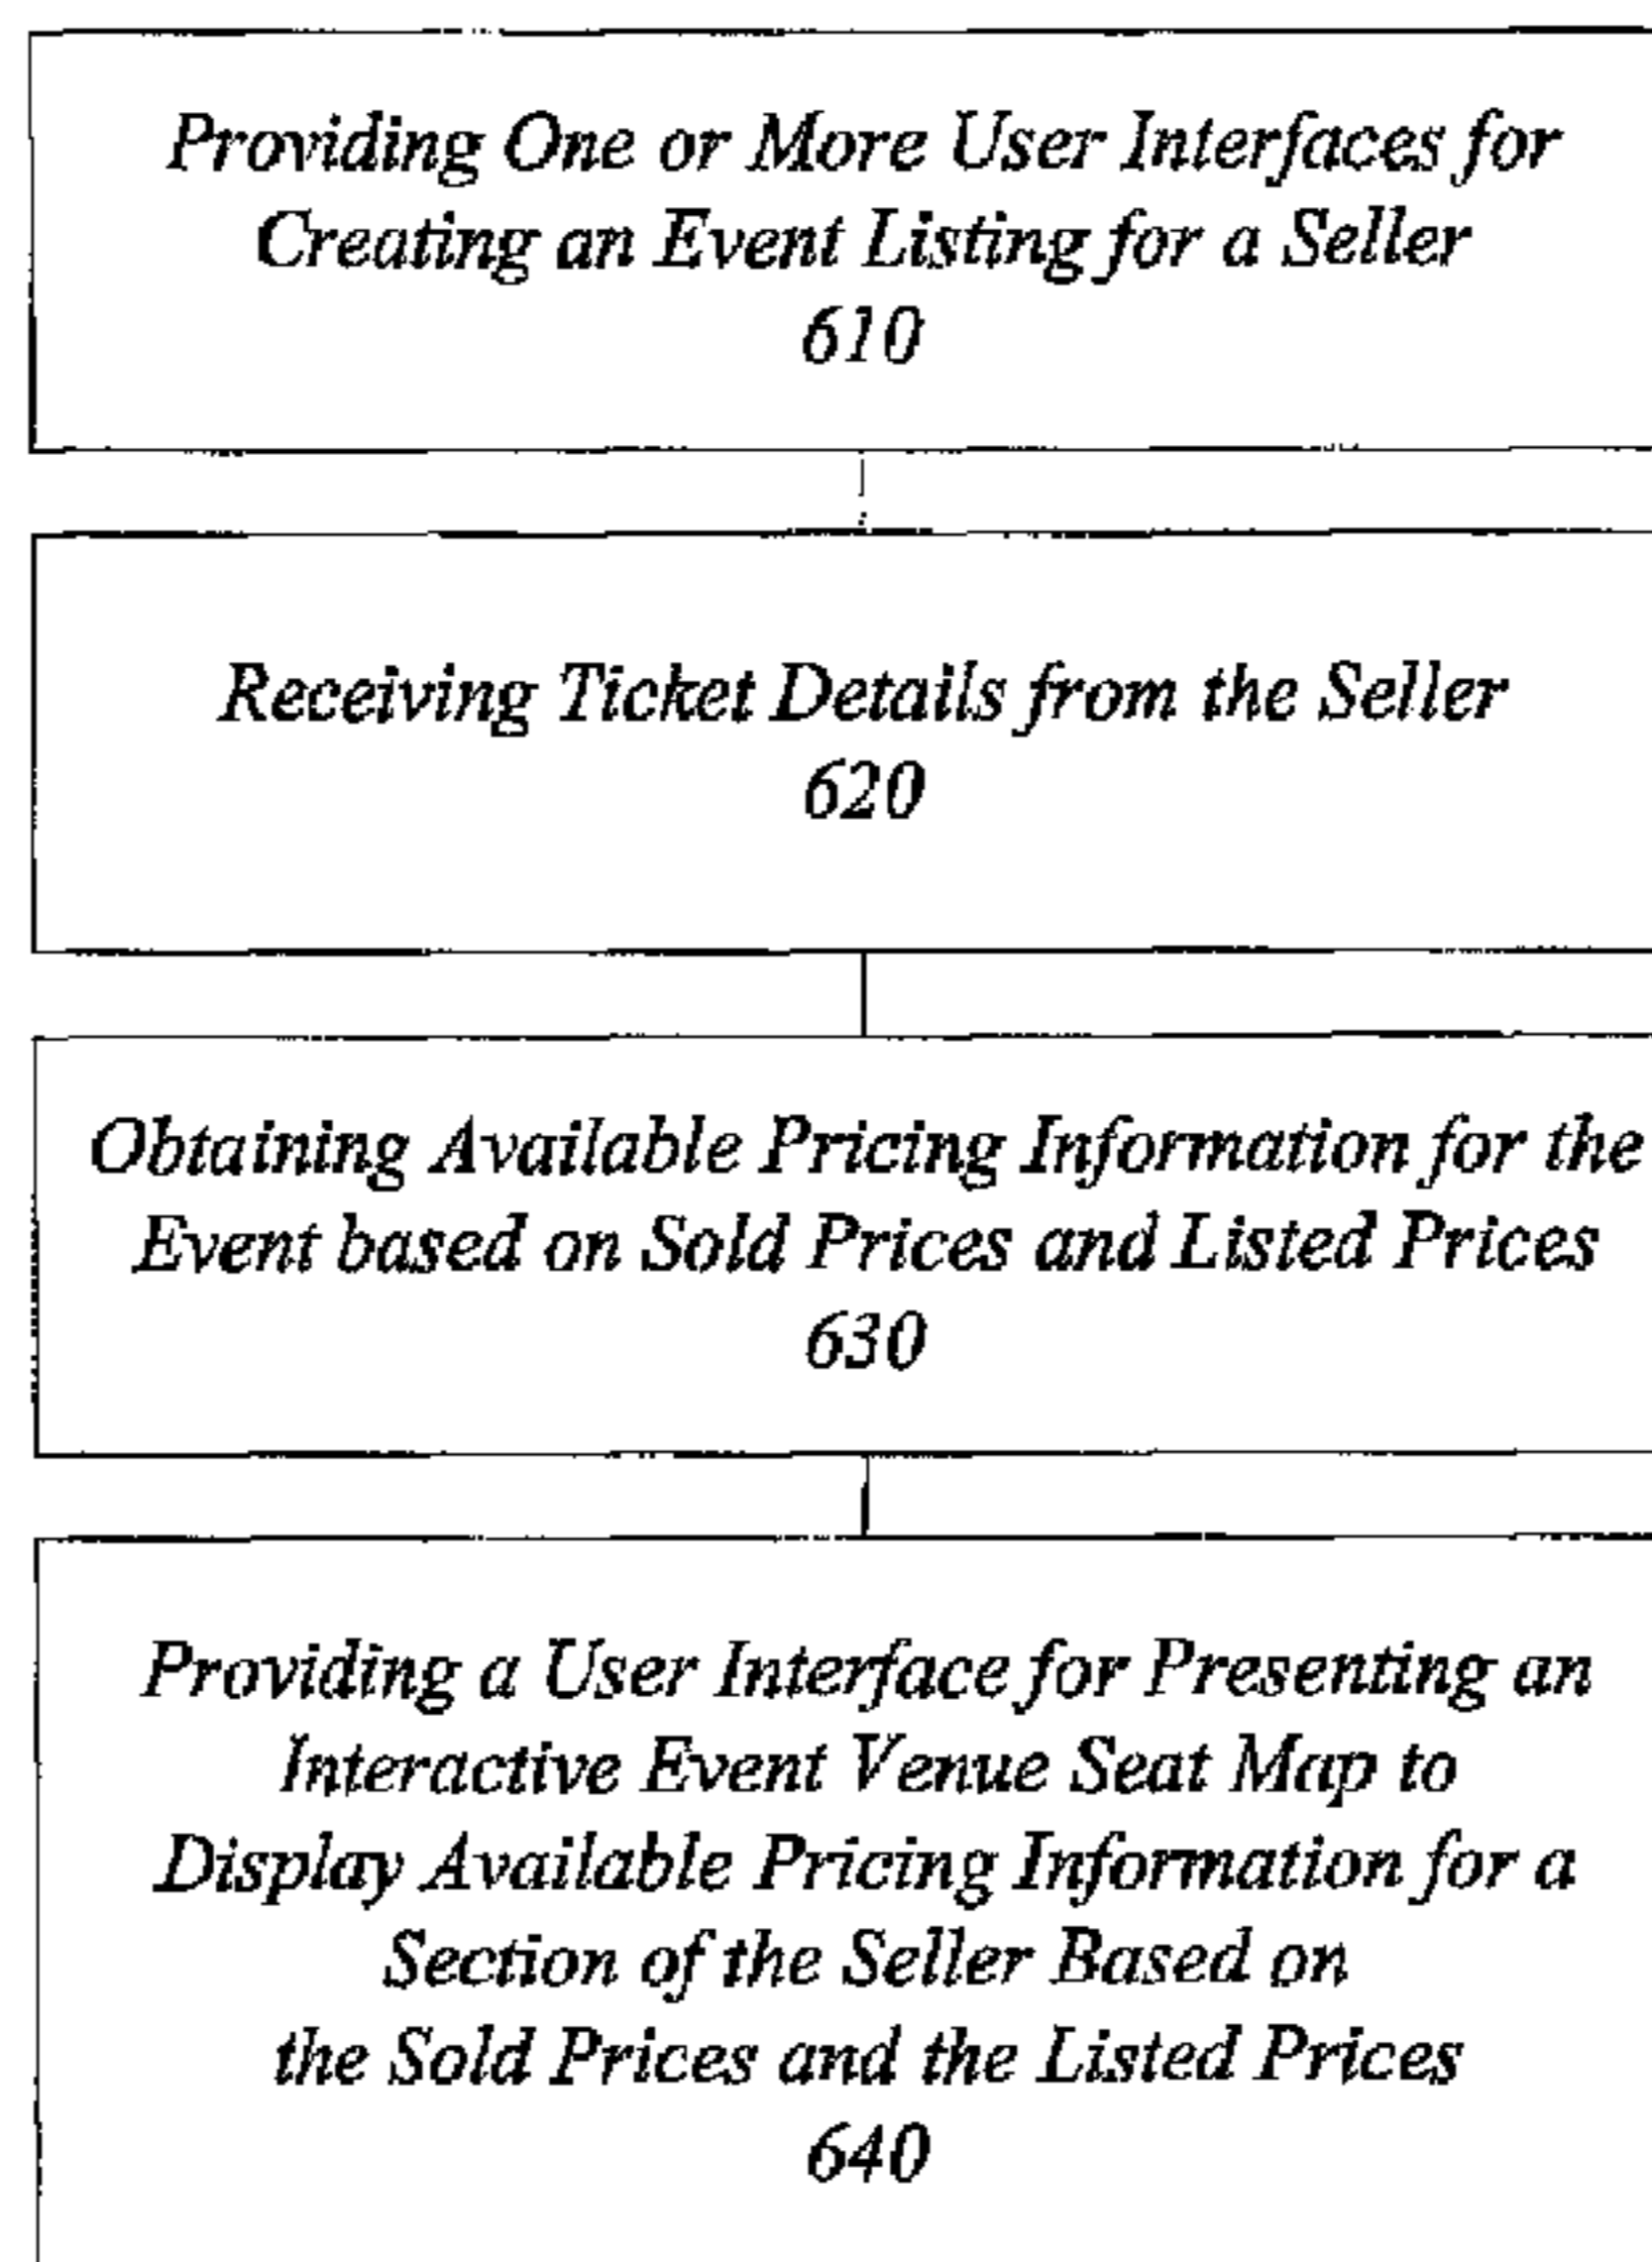 Providing One or More User Interfaces for
Creating an Event Listing for a Seller
610
Receiving Ticket Details from the Seller
620
Obtaining Available Pricing Information for the
Event based on Sold Prices and Listed Prices
630
Providing a User Interface for Presenting an
Interactive Event Venue Seat Map to
Display Available Pricing Information for a
Section of the Seller Based on
the Sold Prices and the Listed Prices
640